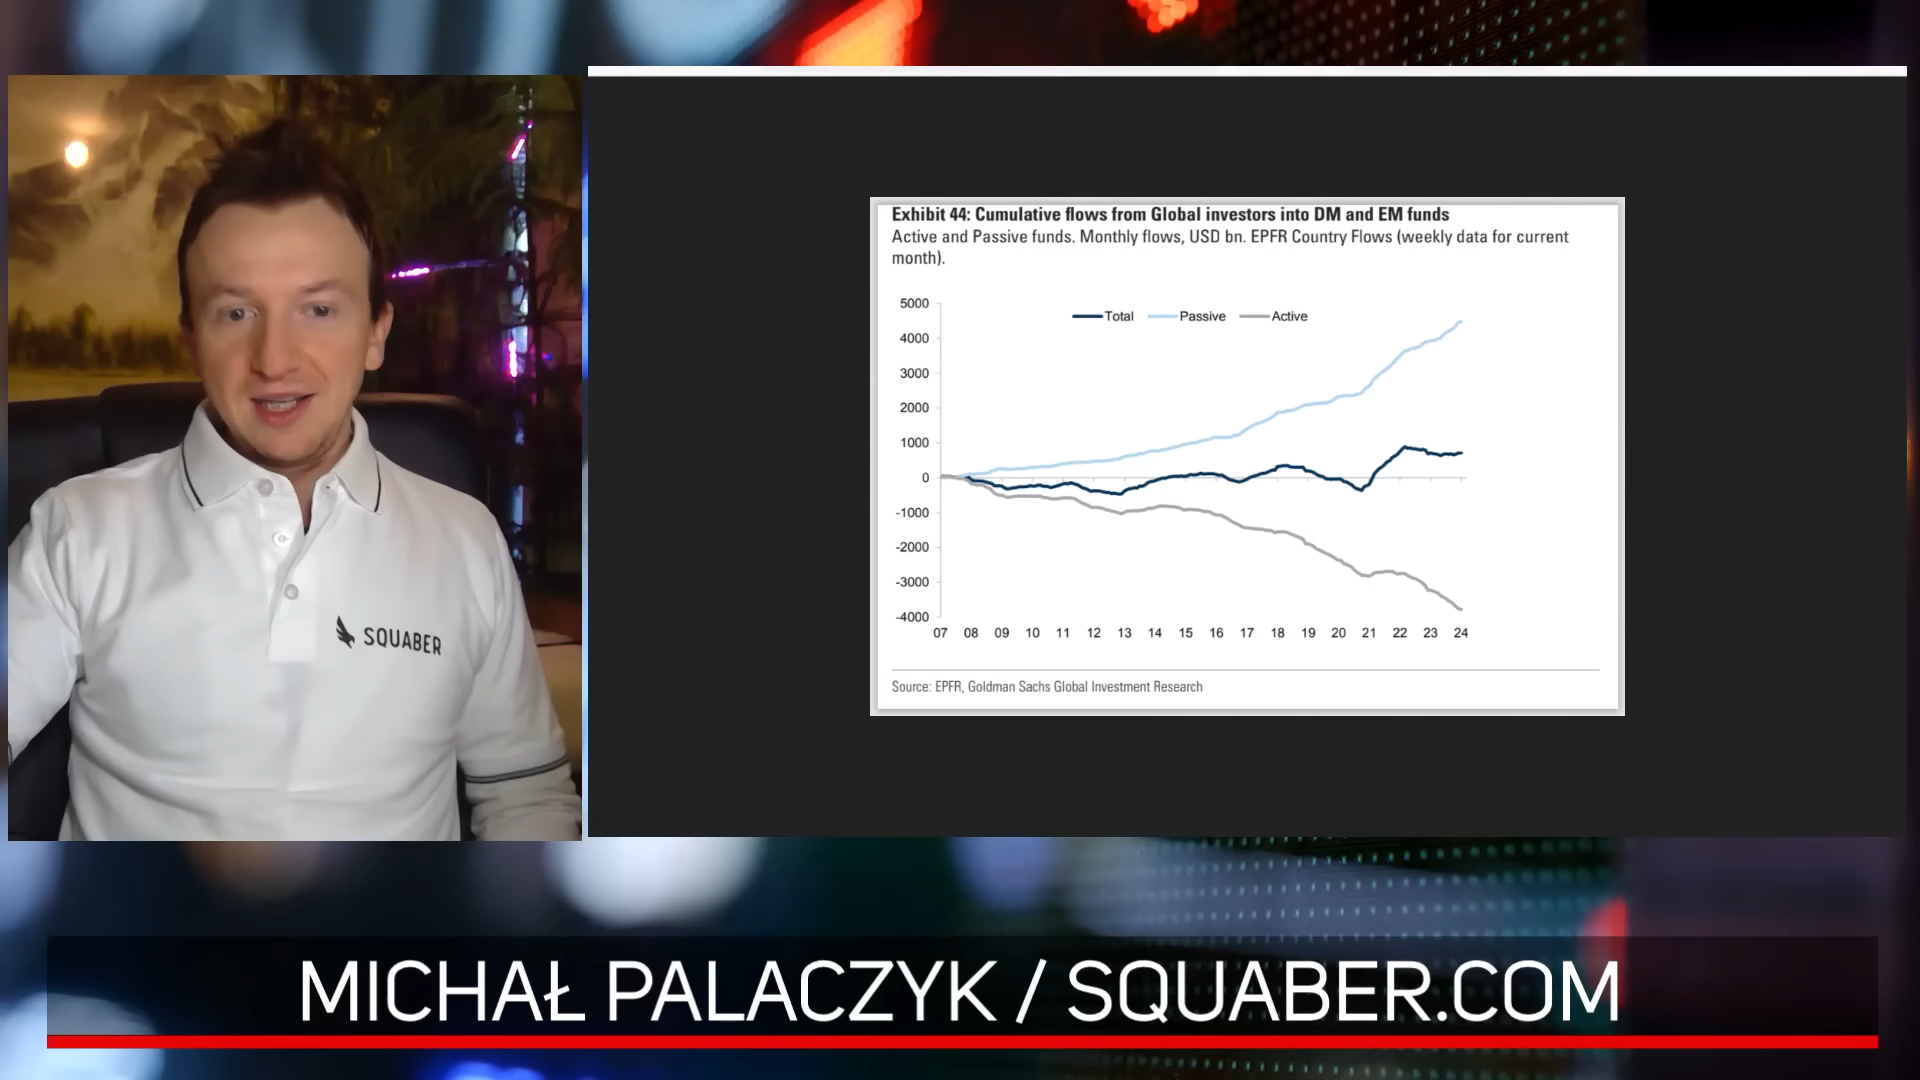 SQUABER
Exhibit 44: Cumulative flows from Global investors into DM and EM funds
Active and Passive funds. Monthly flows, USD bn. EPFR Country Flows (weekly data for current
month).
Total Passive Active
5000
4000
3000
2000
1000
0
-1000
-2000
-3000
-4000
07 08 09 10 11 12 13 14 15 16 17 18 19 20 21 22 23 24
Source: EPFR, Goldman Sachs Global Investment Research
MICHAŁ PALACZYK / SQUABER.COM